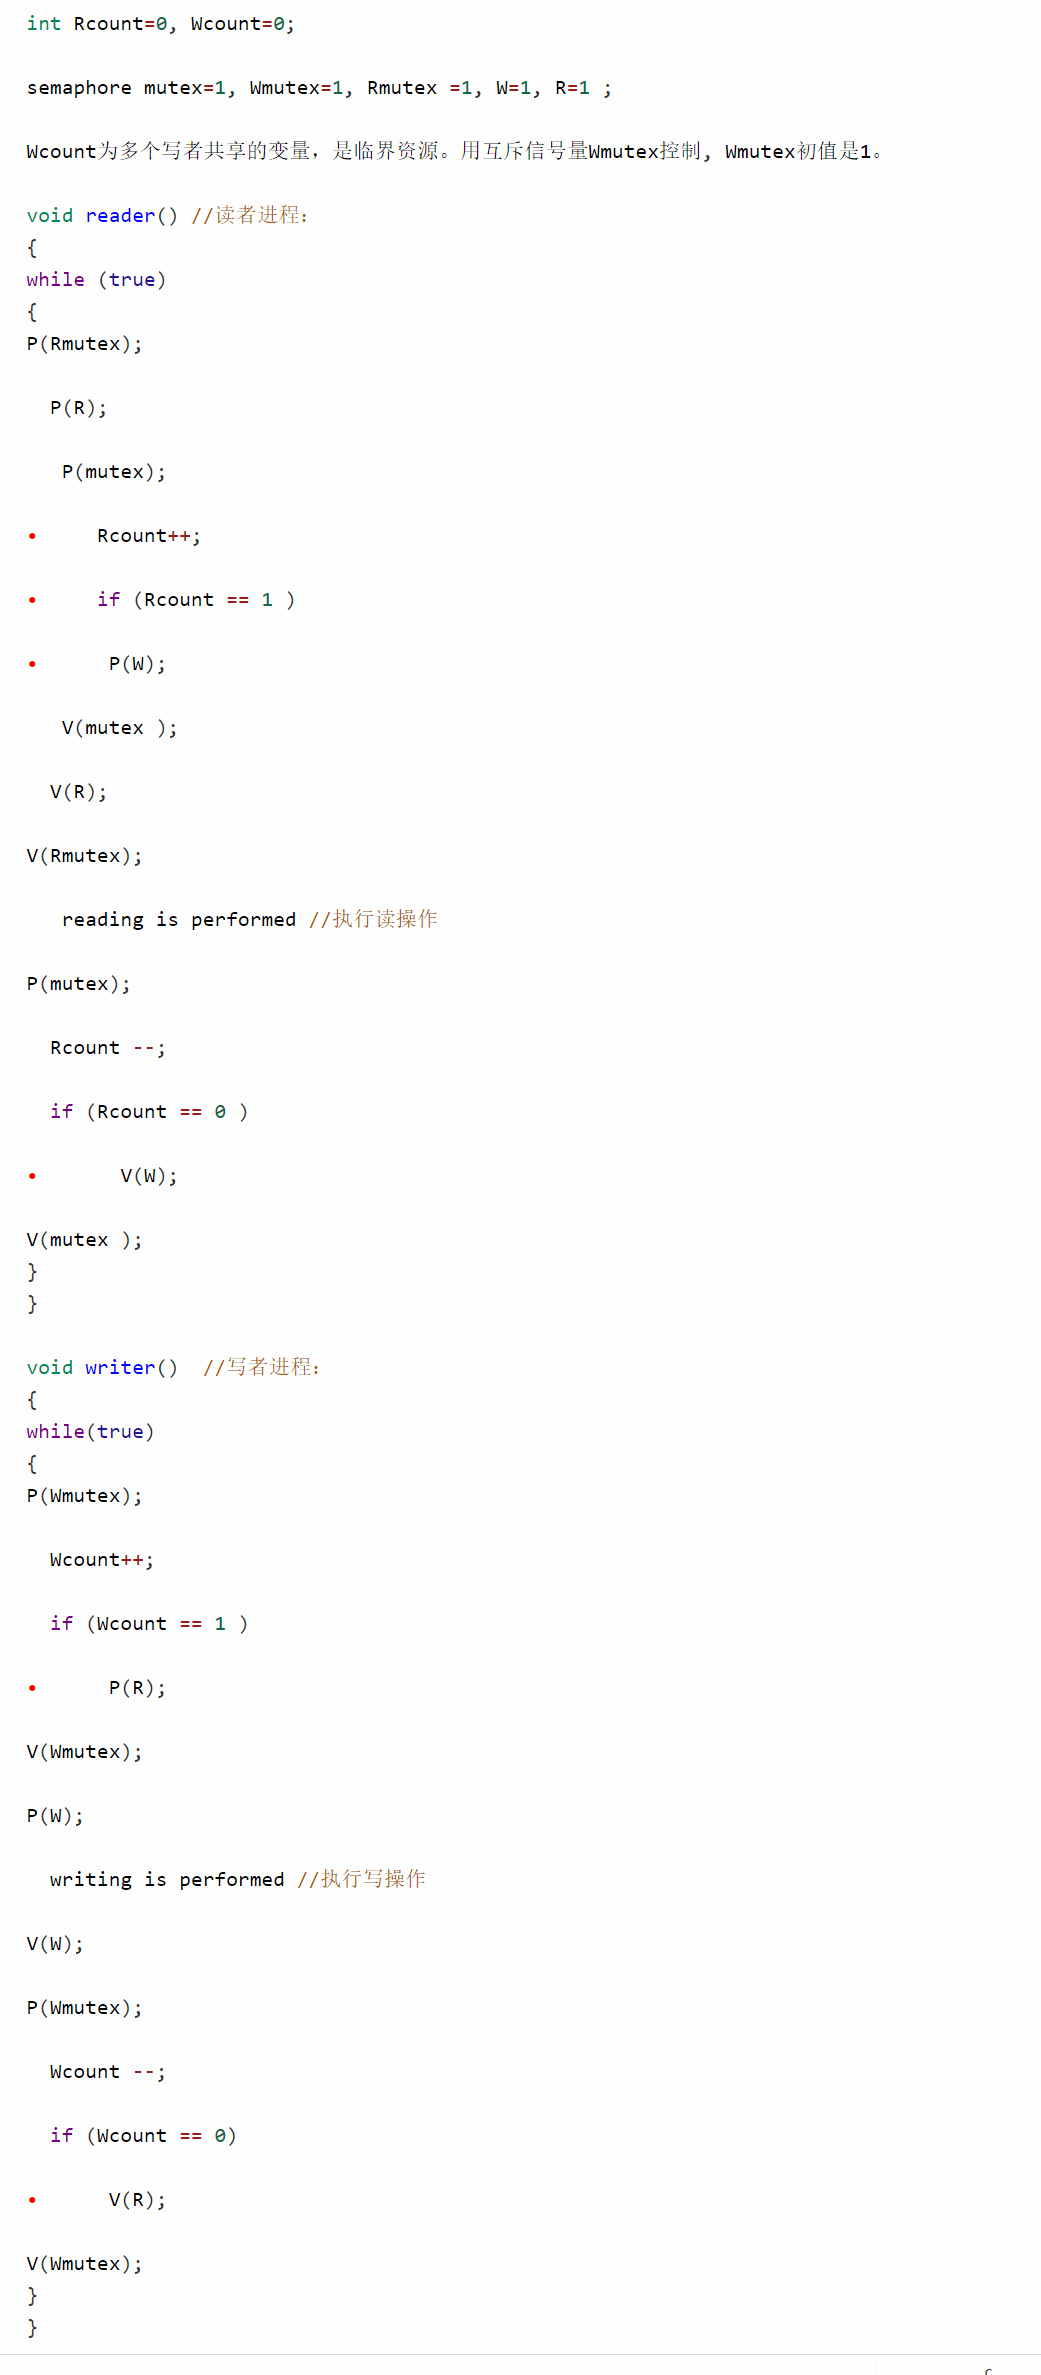 int Rcount=0, Wcount=0;
semaphore mutex=1, Wmutex=1, Rmutex =1, W=1, R=1 ;
Wcount为多个写者共享的变量，是临界资源。用互斥信号量Wmutex控制, Wmutex初值是1。
void reader() //读者进程：
{
while (true)
{
P(Rmutex);
P(R);
P(mutex);
• Rcount++;
• if (Rcount == 1 )
• P(W);
V(mutex );
V(R);
V(Rmutex);
reading is performed //执行读操作
P(mutex);
Rcount --;
if (Rcount == 0 )
• V(W);
V(mutex );
}
}
void writer() //写者进程：
{
while(true)
{
P(Wmutex);
Wcount++;
if (Wcount == 1 )
• P(R);
V(Wmutex);
P(W);
writing is performed //执行写操作
V(W);
P(Wmutex);
Wcount --;
if (Wcount == 0)
• V(R);
V(Wmutex);
}
}